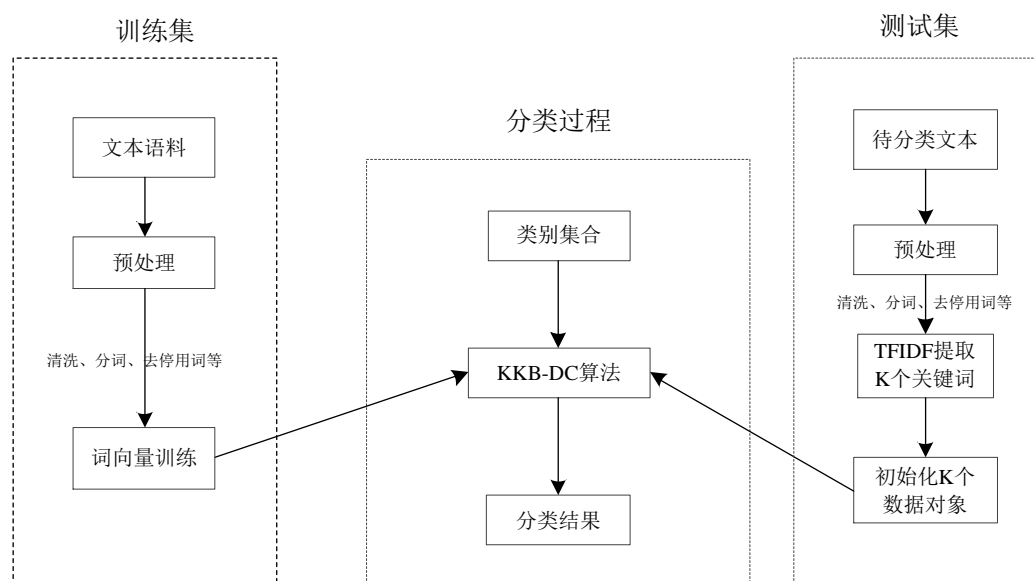 训练集
文本语料
预处理
清洗、分词、去停用词等
词向量训练
分类过程
类别集合
KKB-DC算法
分类结果
测试集
待分类文本
预处理
清洗、分词、去停用词等
TFIDF提取
K个关键词
初始化K个
数据对象